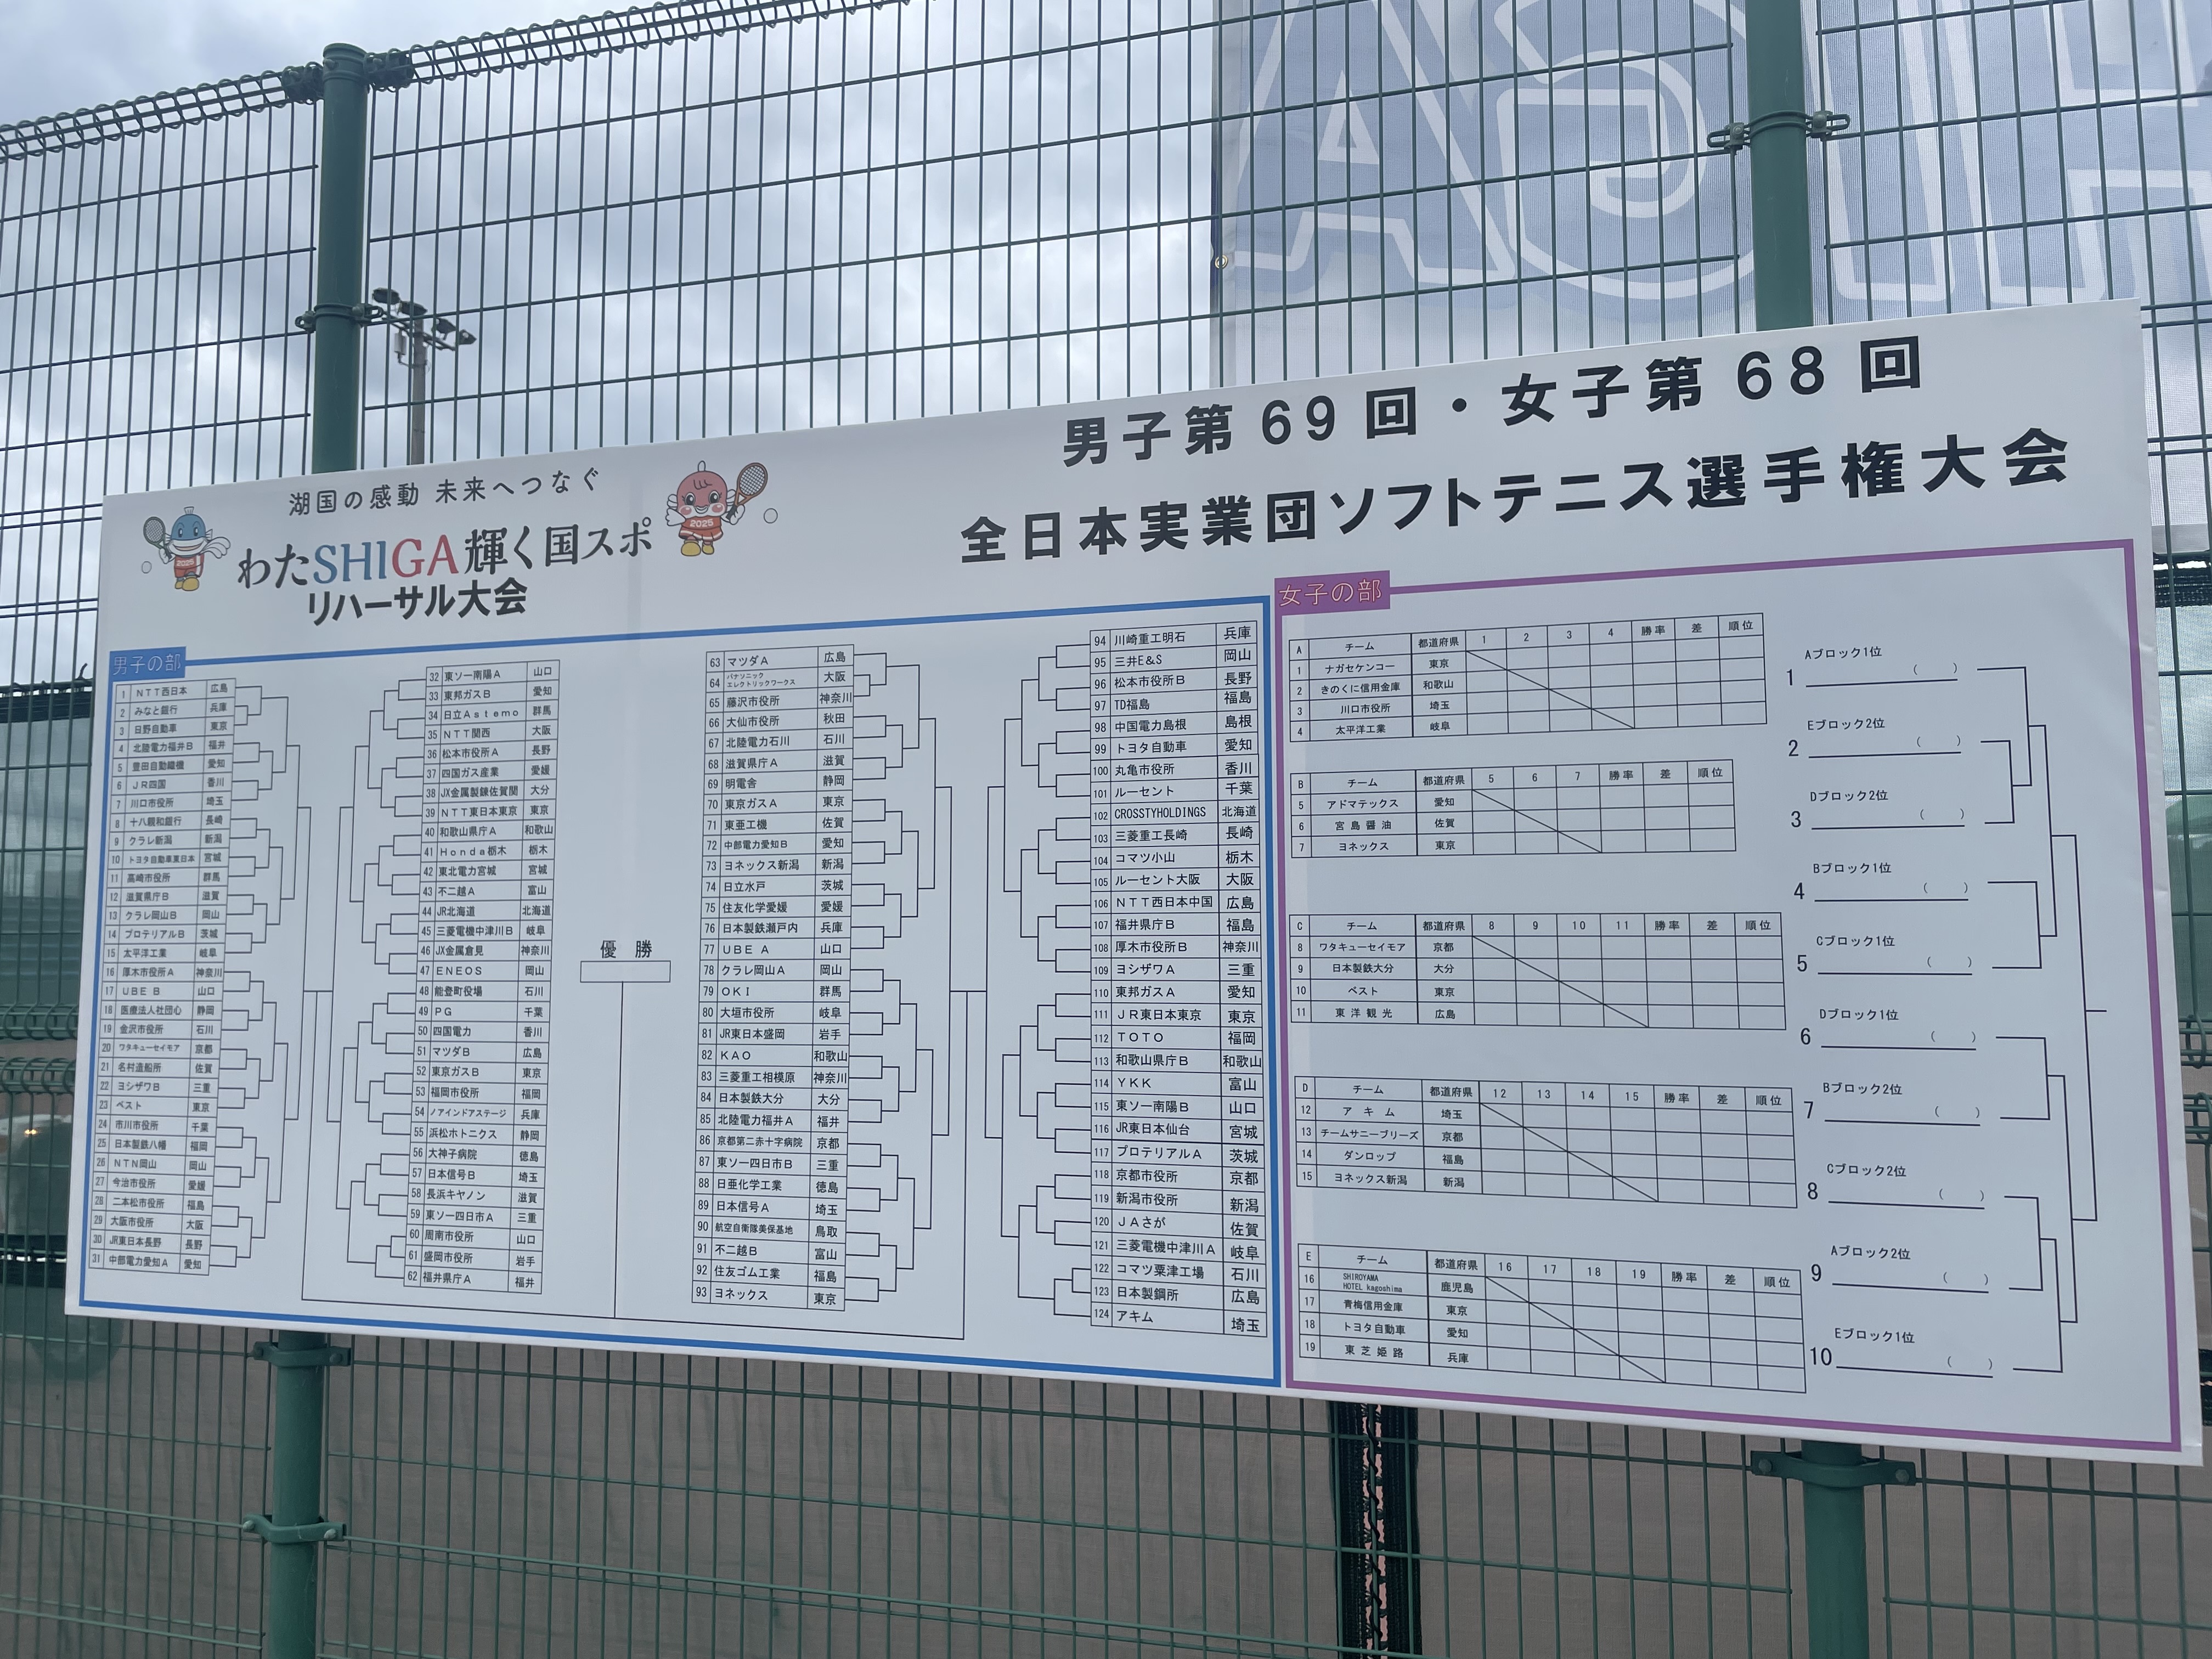 男子第69回・女子第68回
全日本実業団ソフトテニス選手権大会
湖国の感動 未来へつなぐ
わたSHIGA輝く国スポ
リハーサル大会
2025
2025
男子の部
1 NTT西日本 広島
2 みなと銀行 兵庫
3 日野自動車 東京
4 北陸電力福井B 福井
5 豊田自動織機 愛知
6 JR四国 香川
7 川口市役所 埼玉
8 十八親和銀行 長崎
9 クラレ新潟 新潟
10 トヨタ自動車東日本 宮城
11 高崎市役所 群馬
12 滋賀県庁B 滋賀
13 クラレ岡山B 岡山
14 プロテリアルB 茨城
15 太平洋工業 岐阜
16 厚木市役所A 神奈川
17 UBE B 山口
18 医療法人社団心 静岡
19 金沢市役所 石川
20 ワタキューセイモア 京都
21 名村造船所 佐賀
22 ヨシザワB 三重
23 ベスト 東京
24 市川市役所 千葉
25 日本製鉄八幡 福岡
26 NTN岡山 岡山
27 今治市役所 愛媛
28 二本松市役所 福島
29 大阪市役所 大阪
30 JR東日本長野 長野
31 中部電力愛知A 愛知
32 東ソー南陽A 山口
33 東邦ガスB 愛知
34 日立Astemo 群馬
35 NTT関西 大阪
36 松本市役所A 長野
37 四国ガス産業 愛媛
38 JX金属製錬佐賀関 大分
39 NTT東日本東京 東京
40 和歌山県庁A 和歌山
41 Honda栃木 栃木
42 東北電力宮城 宮城
43 不二越A 富山
44 JR北海道 北海道
45 三菱電機中津川B 岐阜
46 JX金属倉見 神奈川
47 ENEOS 岡山
48 能登町役場 石川
49 PG 千葉
50 四国電力 香川
51 マツダB 広島
52 東京ガスB 東京
53 福岡市役所 福岡
54 ノアインドアステージ 兵庫
55 浜松ホトニクス 静岡
56 大神子病院 徳島
57 日本信号B 埼玉
58 長浜キヤノン 滋賀
59 東ソー四日市A 三重
60 周南市役所 山口
61 盛岡市役所 岩手
62 福井県庁A 福井
優勝
63 マツダA 広島
64 パナソニックエレクトリックワークス 大阪
65 藤沢市役所 神奈川
66 大仙市役所 秋田
67 北陸電力石川 石川
68 滋賀県庁A 滋賀
69 明電舎 静岡
70 東京ガスA 東京
71 東亜工機 佐賀
72 中部電力愛知B 愛知
73 ヨネックス新潟 新潟
74 日立水戸 茨城
75 住友化学愛媛 愛媛
76 日本製鉄瀬戸内 兵庫
77 UBE A 山口
78 クラレ岡山A 岡山
79 OKI 群馬
80 大垣市役所 岐阜
81 JR東日本盛岡 岩手
82 KAO 和歌山
83 三菱重工相模原 神奈川
84 日本製鉄大分 大分
85 北陸電力福井A 福井
86 京都第二赤十字病院 京都
87 東ソー四日市B 三重
88 日亜化学工業 徳島
89 日本信号A 埼玉
90 航空自衛隊美保基地 鳥取
91 不二越B 富山
92 住友ゴム工業 福島
93 ヨネックス 東京
94 川崎重工明石 兵庫
95 三井E&S 岡山
96 松本市役所B 長野
97 TD福島 福島
98 中国電力島根 島根
99 トヨタ自動車 愛知
100 丸亀市役所 香川
101 ルーセント 千葉
102 CROSSTYHOLDINGS 北海道
103 三菱重工長崎 長崎
104 コマツ小山 栃木
105 ルーセント大阪 大阪
106 NTT西日本中国 広島
107 福井県庁B 福島
108 厚木市役所B 神奈川
109 ヨシザワA 三重
110 東邦ガスA 愛知
111 JR東日本東京 東京
112 TOTO 福岡
113 和歌山県庁B 和歌山
114 YKK 富山
115 東ソー南陽B 山口
116 JR東日本仙台 宮城
117 プロテリアルA 茨城
118 京都市役所 京都
119 新潟市役所 新潟
120 JAさが 佐賀
121 三菱電機中津川A 岐阜
122 コマツ粟津工場 石川
123 日本製鋼所 広島
124 アキム 埼玉
女子の部
A チーム 都道府県 1 2 3 4 勝率 差 順位
1 ナガセケンコー 東京
2 きのくに信用金庫 和歌山
3 川口市役所 埼玉
4 太平洋工業 岐阜
B チーム 都道府県 5 6 7 勝率 差 順位
5 アドマテックス 愛知
6 宮島醤油 佐賀
7 ヨネックス 東京
C チーム 都道府県 8 9 10 11 勝率 差 順位
8 ワタキューセイモア 京都
9 日本製鉄大分 大分
10 ベスト 東京
11 東洋観光 広島
D チーム 都道府県 12 13 14 15 勝率 差 順位
12 アキム 埼玉
13 チームサニーブリーズ 京都
14 ダンロップ 福島
15 ヨネックス新潟 新潟
E チーム 都道府県 16 17 18 19 勝率 差 順位
16 SHIROYAMA HOTEL kagoshima 鹿児島
17 青梅信用金庫 東京
18 トヨタ自動車 愛知
19 東芝姫路 兵庫
Aブロック1位
1 ( )
Eブロック2位
2 ( )
Dブロック2位
3 ( )
Bブロック1位
4 ( )
Cブロック1位
5 ( )
Dブロック1位
6 ( )
Bブロック2位
7 ( )
Cブロック2位
8 ( )
Aブロック2位
9 ( )
Eブロック1位
10 ( )